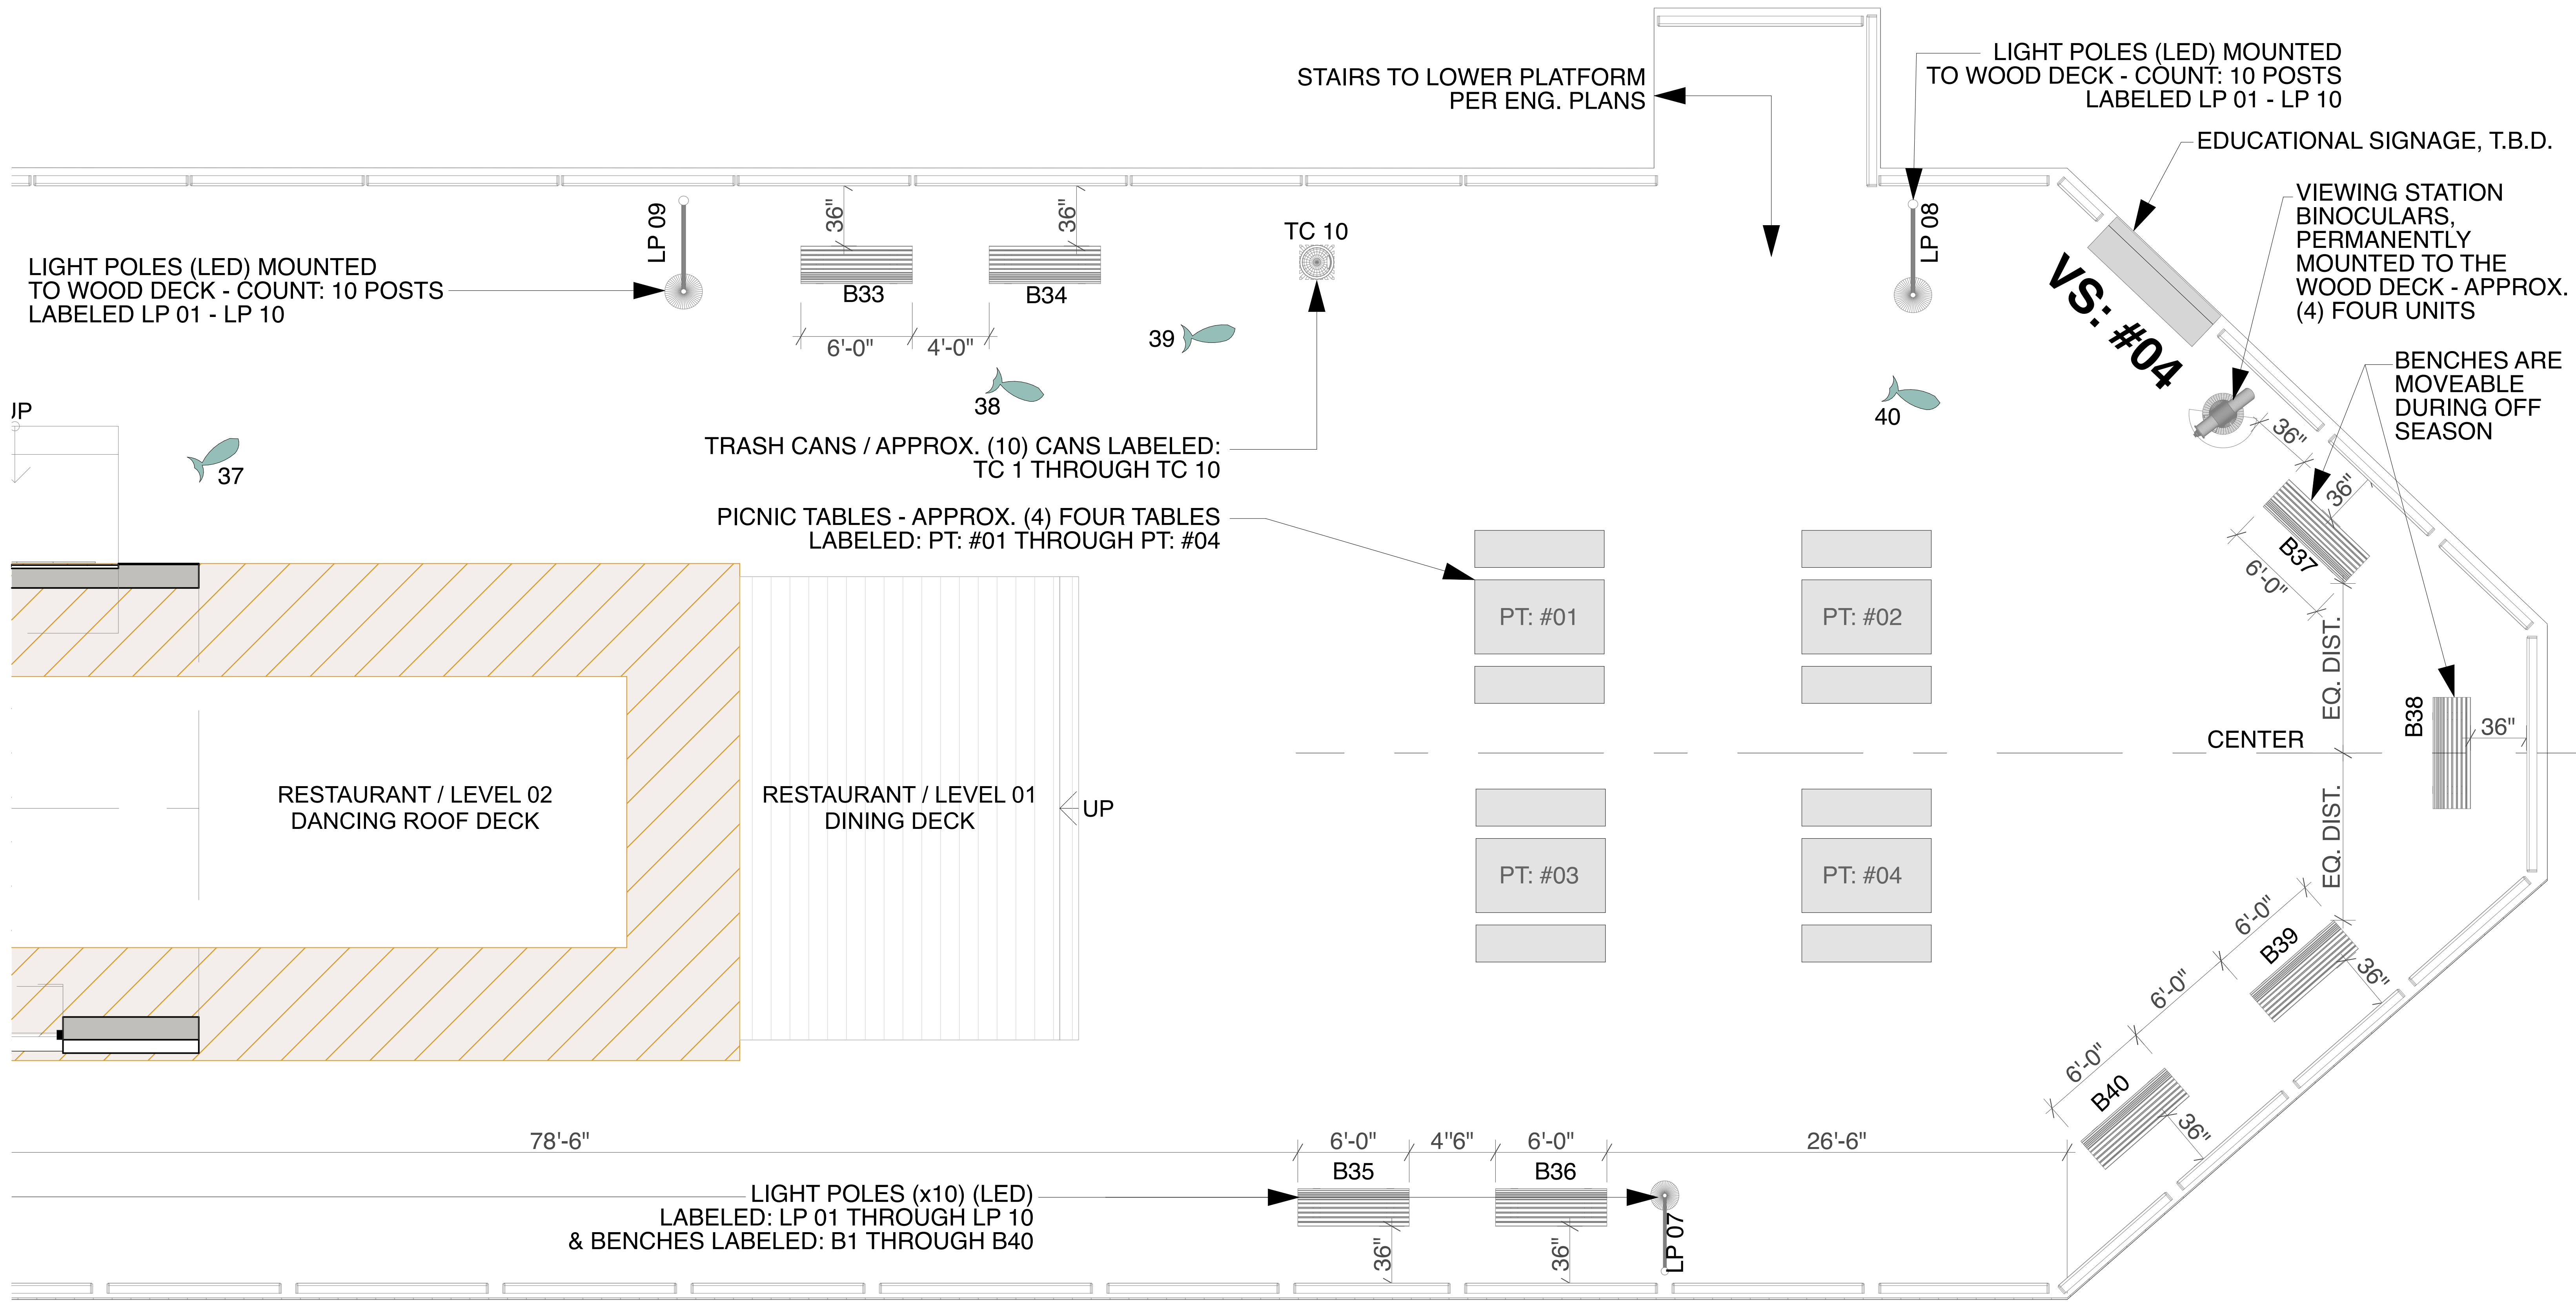 STAIRS TO LOWER PLATFORM
PER ENG. PLANS
LIGHT POLES (LED) MOUNTED
TO WOOD DECK - COUNT: 10 POSTS
LABELED LP 01 - LP 10
EDUCATIONAL SIGNAGE, T.B.D.
VIEWING STATION
BINOCULARS,
PERMANENTLY
MOUNTED TO THE
WOOD DECK - APPROX.
(4) FOUR UNITS
BENCHES ARE
MOVEABLE
DURING OFF
SEASON
LIGHT POLES (LED) MOUNTED
TO WOOD DECK - COUNT: 10 POSTS
LABELED LP 01 - LP 10
LP 09
36"
36"
B33
B34
6'-0"
4'-0"
TC 10
LP 08
VS: #04
39
38
40
37
UP
TRASH CANS / APPROX. (10) CANS LABELED:
TC 1 THROUGH TC 10
PICNIC TABLES - APPROX. (4) FOUR TABLES
LABELED: PT: #01 THROUGH PT: #04
36"
36"
B37
6'-0"
PT: #01
PT: #02
EQ. DIST.
B38
36"
CENTER
RESTAURANT / LEVEL 02
DANCING ROOF DECK
RESTAURANT / LEVEL 01
DINING DECK
UP
PT: #03
PT: #04
EQ. DIST.
6'-0"
B39
36"
6'-0"
6'-0"
B40
36"
78'-6"
6'-0"
4"6"
6'-0"
26'-6"
B35
B36
LIGHT POLES (x10) (LED)
LABELED: LP 01 THROUGH LP 10
& BENCHES LABELED: B1 THROUGH B40
36"
36"
LP 07